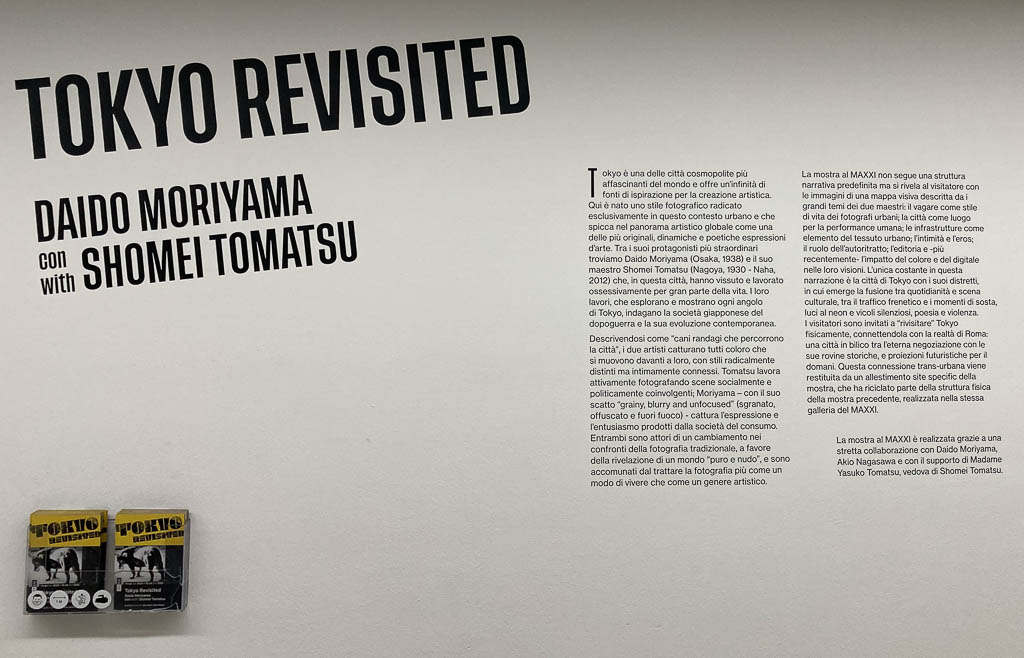 TOKYO REVISITED
DAIDO MORIYAMA
con
with SHOMEI TOMATSU
Tokyo è una delle città cosmopolite più
affascinanti del mondo e offre un'infinità di
fonti di ispirazione per la creazione artistica.
Qui è nato uno stile fotografico radicato
esclusivamente in questo contesto urbano e che
spicca nel panorama artistico globale come una
delle più originali, dinamiche e poetiche espressioni
d'arte. Tra i suoi protagonisti più straordinari
troviamo Daido Moriyama (Osaka, 1938) e il suo
maestro Shomei Tomatsu (Nagoya, 1930 - Naha,
2012) che, in questa città, hanno vissuto e lavorato
ossessivamente per gran parte della vita. I loro
lavori, che esplorano e mostrano ogni angolo
di Tokyo, indagano la società giapponese del
dopoguerra e la sua evoluzione contemporanea.
Descrivendosi come "cani randagi che percorrono
la città", i due artisti catturano tutti coloro che
si muovono davanti a loro, con stili radicalmente
distinti ma intimamente connessi. Tomatsu lavora
attivamente fotografando scene socialmente e
politicamente coinvolgenti; Moriyama – con il suo
scatto "grainy, blurry and unfocused" (sgranato,
offuscato e fuori fuoco) - cattura l'espressione e
l'entusiasmo prodotti dalla società del consumo.
Entrambi sono attori di un cambiamento nei
confronti della fotografia tradizionale, a favore
della rivelazione di un mondo "puro e nudo", e sono
accomunati dal trattare la fotografia più come un
modo di vivere che come un genere artistico.
La mostra al MAXXI non segue una struttura
narrativa predefinita ma si rivela al visitatore con
le immagini di una mappa visiva descritta da i
grandi temi dei due maestri: il vagare come stile
di vita dei fotografi urbani; la città come luogo
per la performance umana; le infrastrutture come
elemento del tessuto urbano; l'intimità e l'eros;
il ruolo dell'autoritratto; l'editoria e -più
recentemente- l'impatto del colore e del digitale
nelle loro visioni. L'unica costante in questa
narrazione è la città di Tokyo con i suoi distretti,
in cui emerge la fusione tra quotidianità e scena
culturale, tra il traffico frenetico e i momenti di sosta,
luci al neon e vicoli silenziosi, poesia e violenza.
I visitatori sono invitati a "rivisitare" Tokyo
fisicamente, connettendola con la realtà di Roma:
una città in bilico tra l'eterna negoziazione con le
sue rovine storiche, e proiezioni futuristiche per il
domani. Questa connessione trans-urbana viene
restituita da un allestimento site specific della
mostra, che ha riciclato parte della struttura fisica
della mostra precedente, realizzata nella stessa
galleria del MAXXI.
La mostra al MAXXI è realizzata grazie a una
stretta collaborazione con Daido Moriyama,
Akio Nagasawa e con il supporto di Madame
Yasuko Tomatsu, vedova di Shomei Tomatsu.
TOKYO
REVISITED
TOKYO
REVISITED
1 M
Tokyo Revisited
Daido Moriyama
con with Shomei Tomatsu